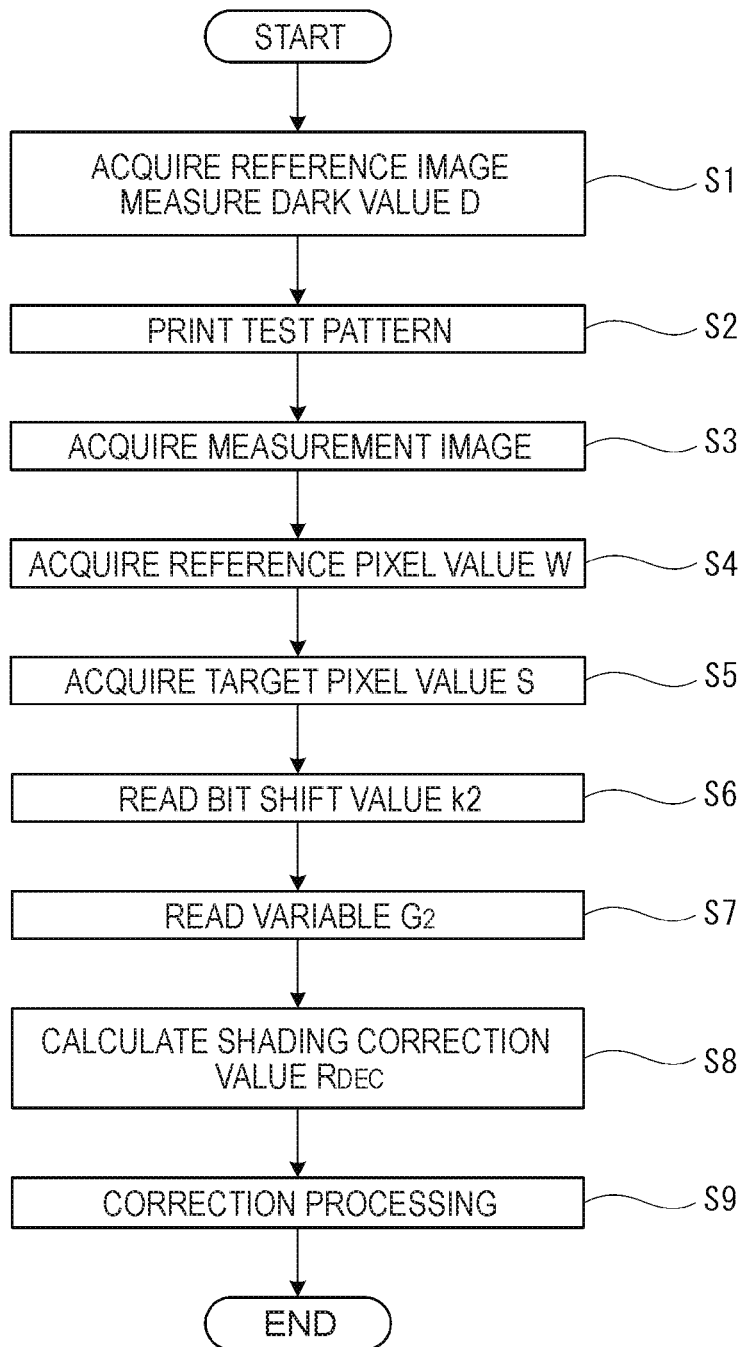 START
ACQUIRE REFERENCE IMAGE
MEASURE DARK VALUE D
S1
PRINT TEST PATTERN
S2
ACQUIRE MEASUREMENT IMAGE
S3
ACQUIRE REFERENCE PIXEL VALUE W
S4
ACQUIRE TARGET PIXEL VALUE S
S5
READ BIT SHIFT VALUE k2
S6
READ VARIABLE G2
S7
CALCULATE SHADING CORRECTION
VALUE RDEC
S8
CORRECTION PROCESSING
S9
END